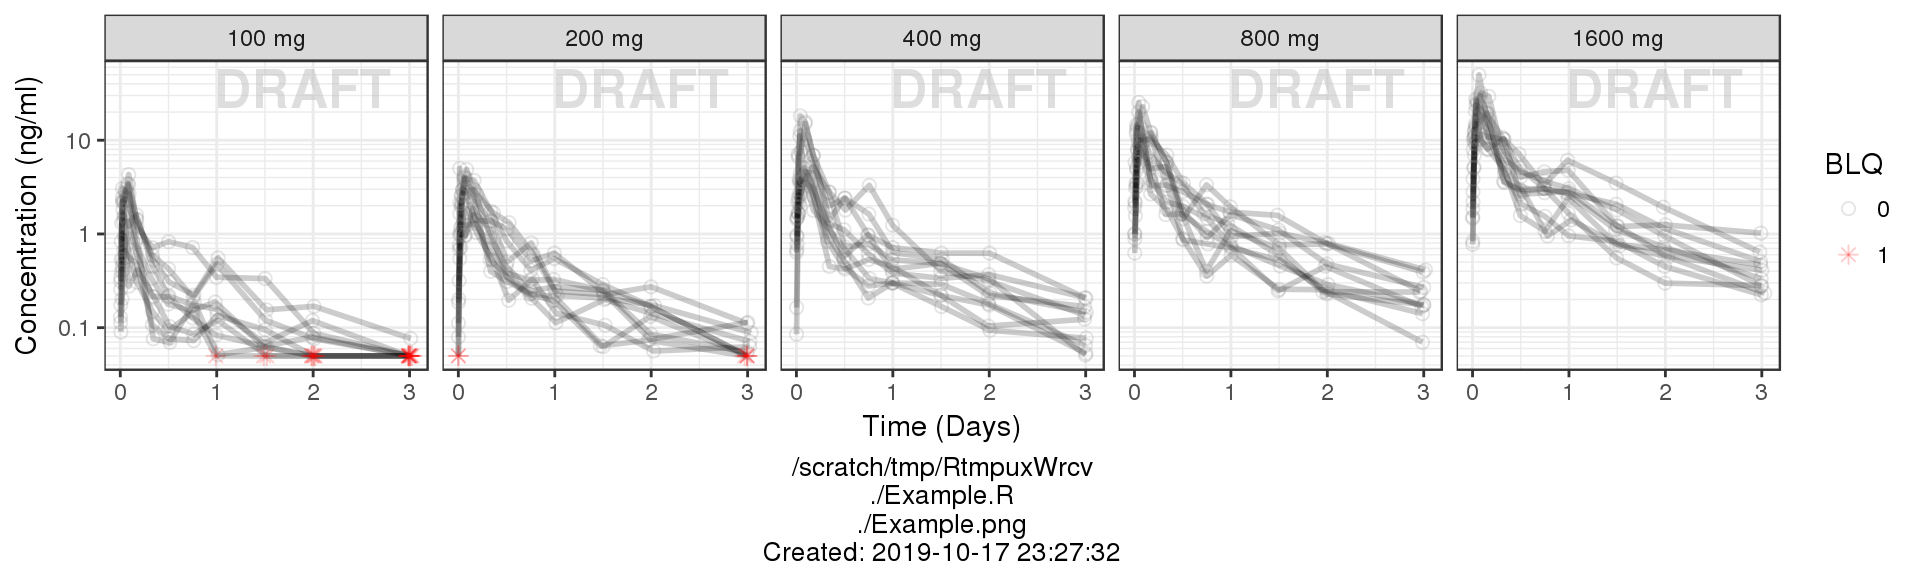 100 mg 200 mg 400 mg 800 mg 1600 mg
DRAFT DRAFT DRAFT DRAFT DRAFT
Concentration (ng/ml)
10
1
0.1
0 1 2 3 0 1 2 3 0 1 2 3 0 1 2 3 0 1 2 3
Time (Days)
BLQ
0
1
/scratch/tmp/RtmpuxWrcv
./Example.R
./Example.png
Created: 2019-10-17 23:27:32